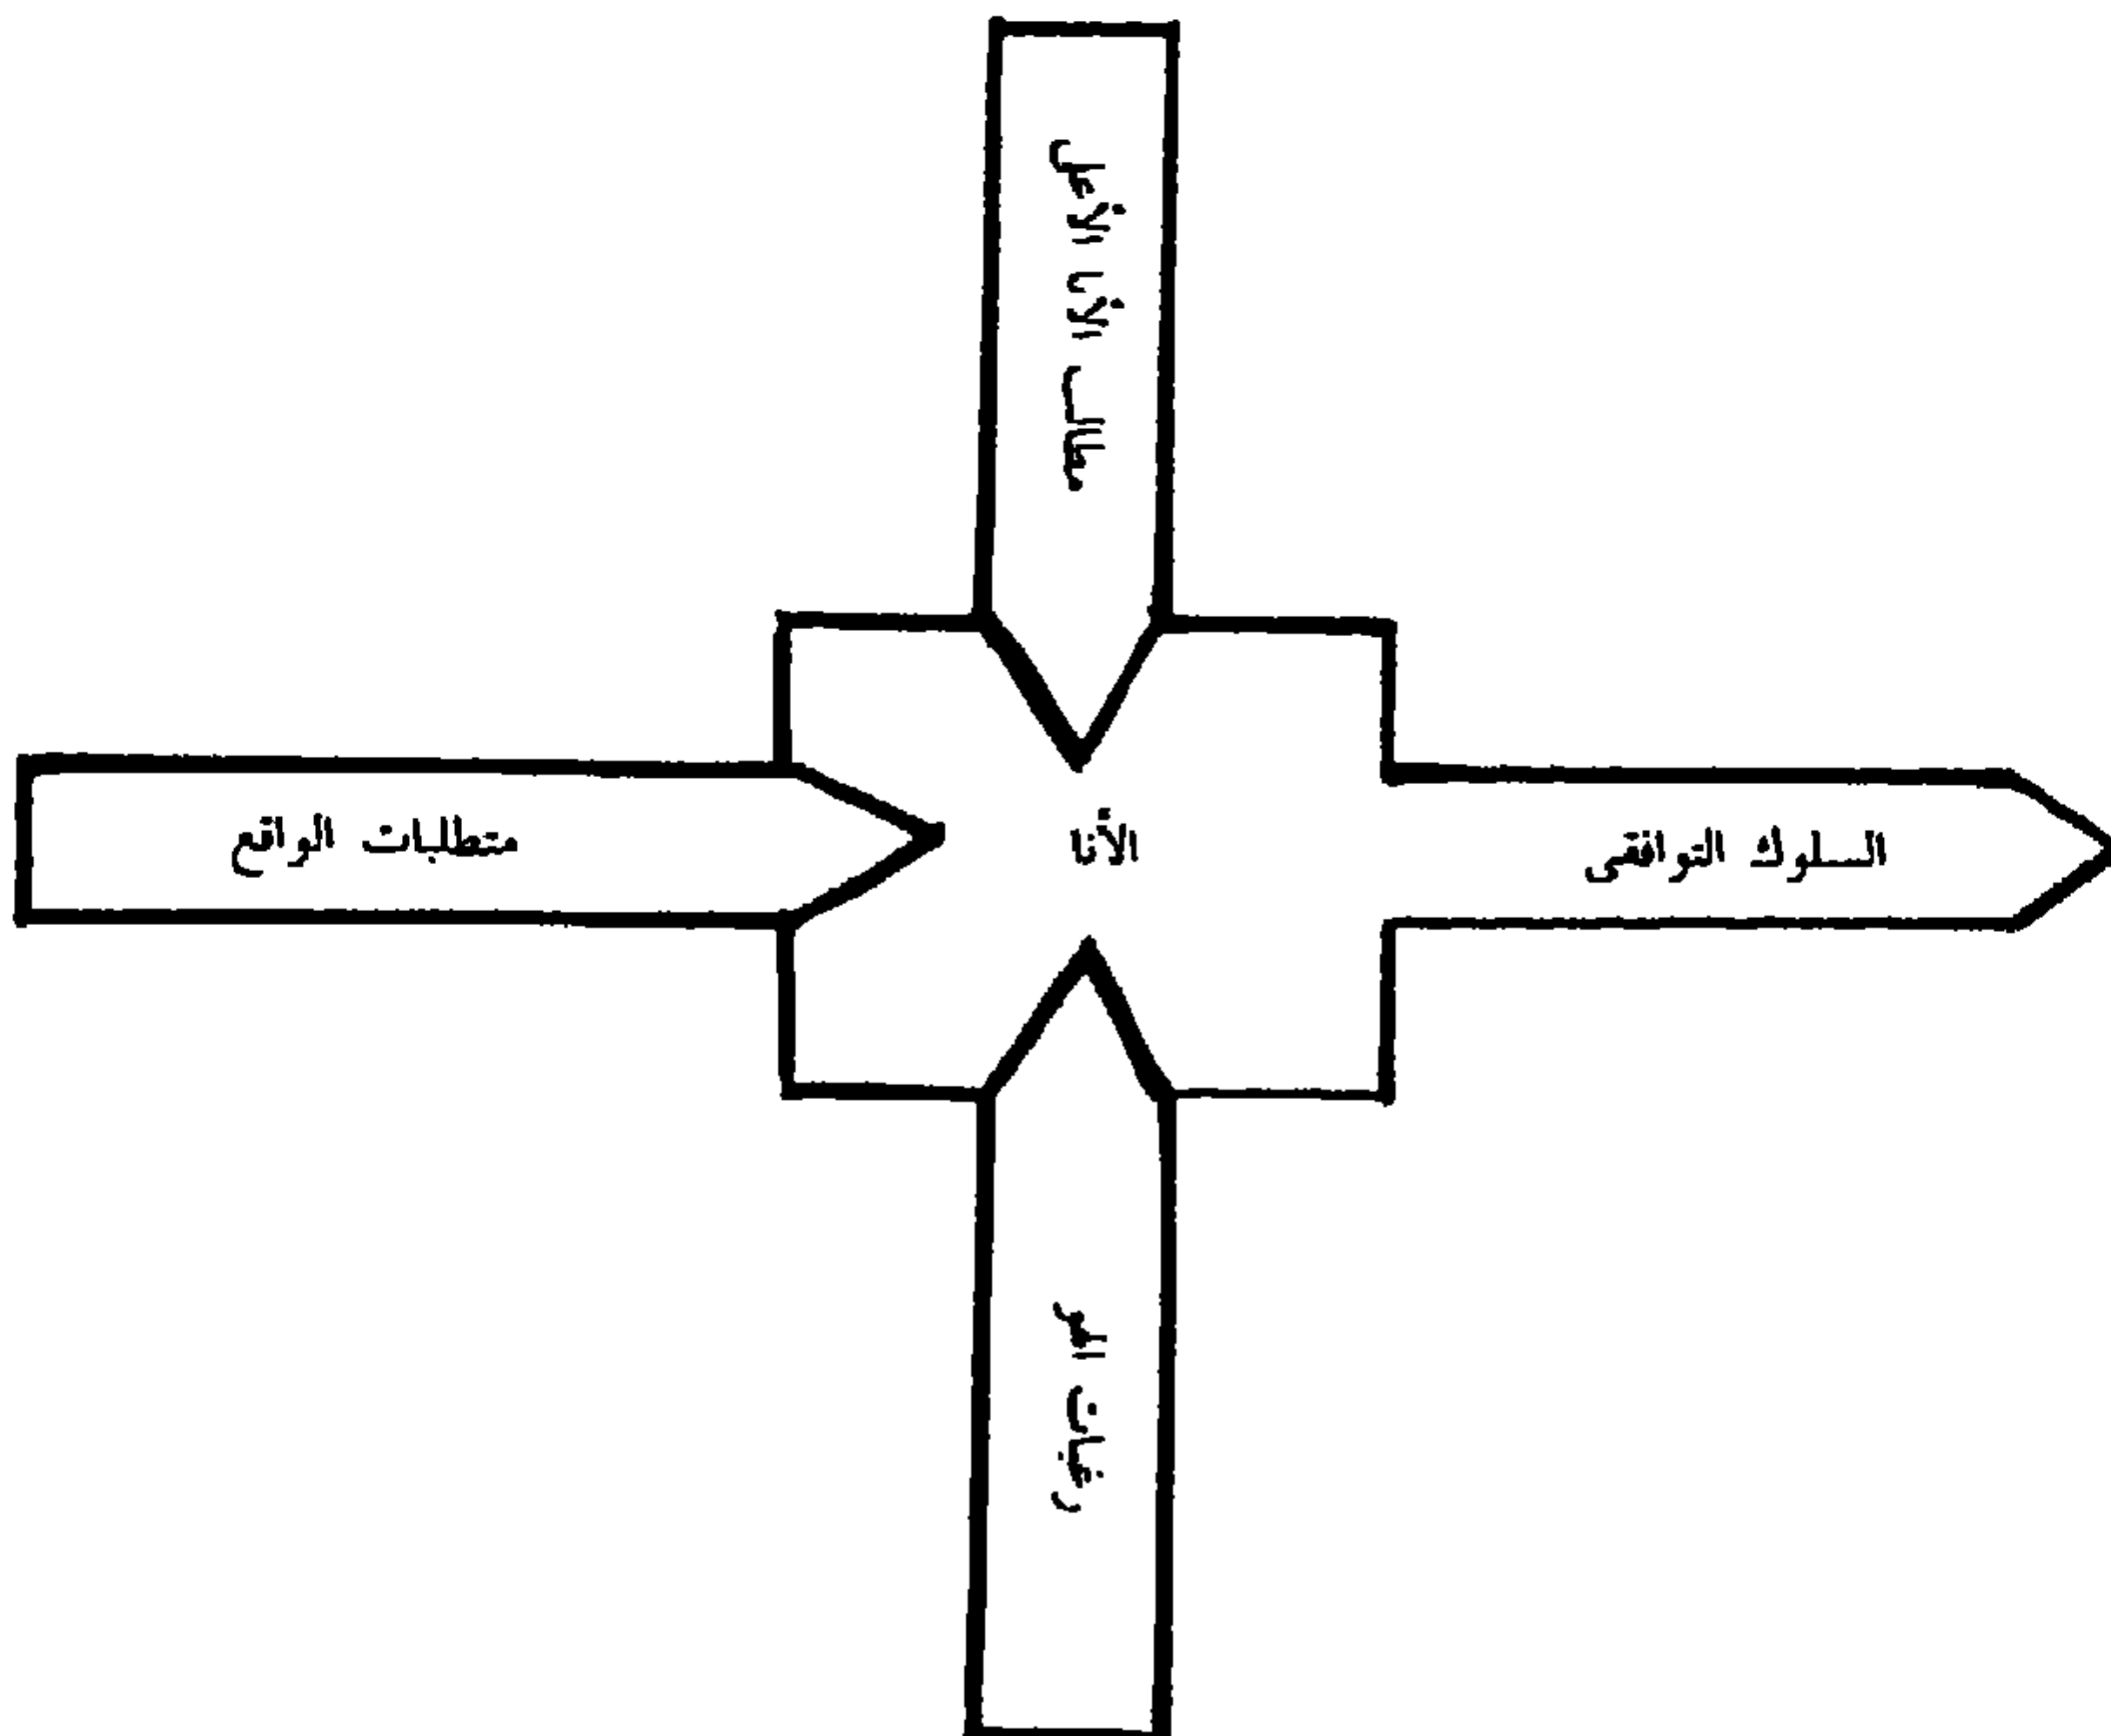 مطالب الأنا الأعلى
السلوك التوافقى
الأنا
متطلبات الواقع
رغبات الهو